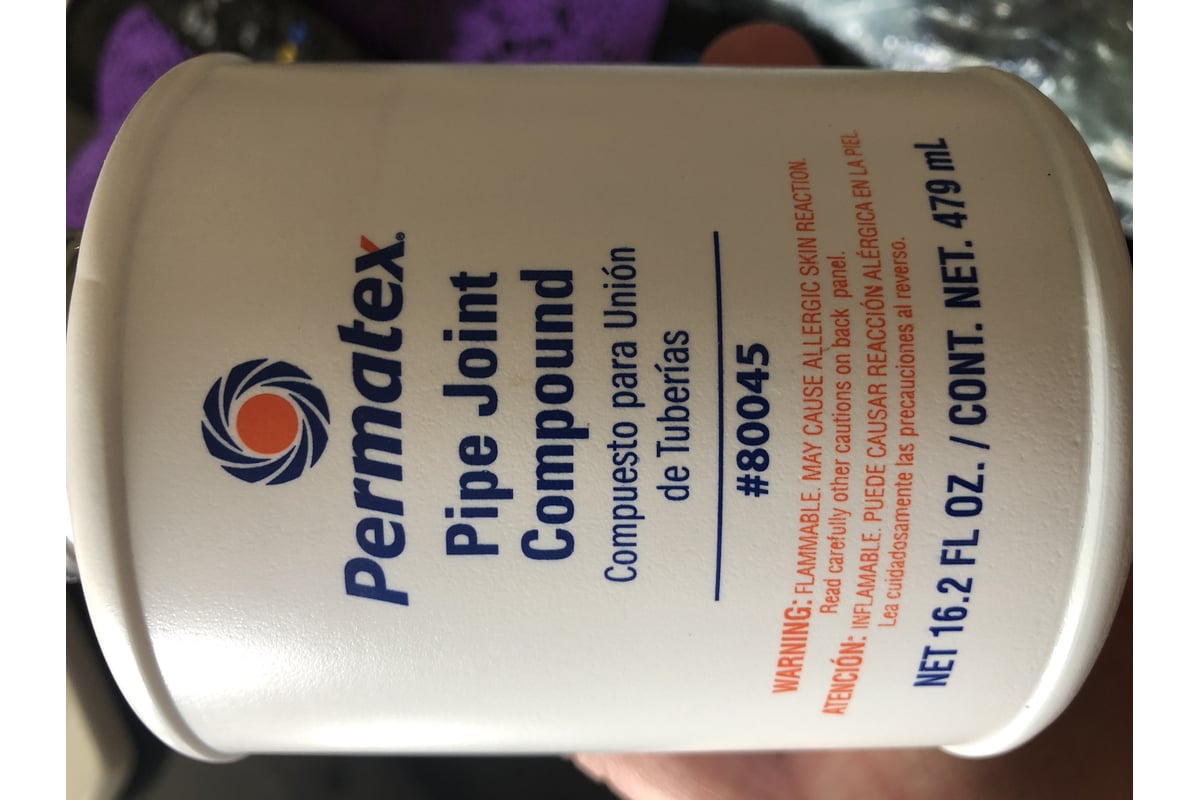 Permatex®
Pipe Joint
Compound
Compuesto para Unión
de Tuberías
#80045
WARNING: FLAMMABLE. MAY CAUSE ALLERGIC SKIN REACTION.
Read carefully other cautions on back panel.
ATENCIÓN: INFLAMABLE. PUEDE CAUSAR REACCIÓN ALÉRGICA EN LA PIEL.
Lea cuidadosamente las precauciones al reverso.
NET 16.2 FL OZ. / CONT. NET. 479 mL